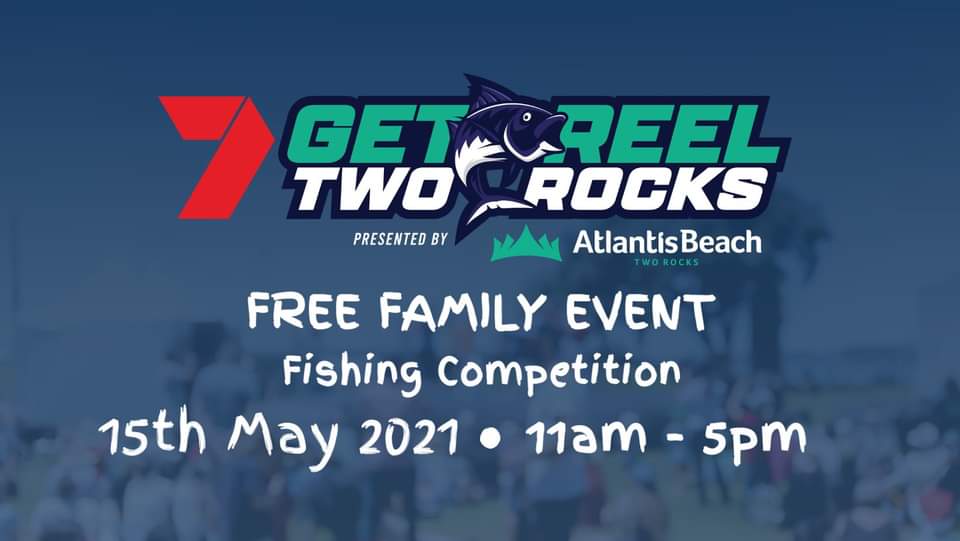 7 GET REEL
TWO ROCKS
PRESENTED BY AtlantisBeach
TWO ROCKS
FREE FAMILY EVENT
Fishing Competition
15th May 2021 • 11am - 5pm